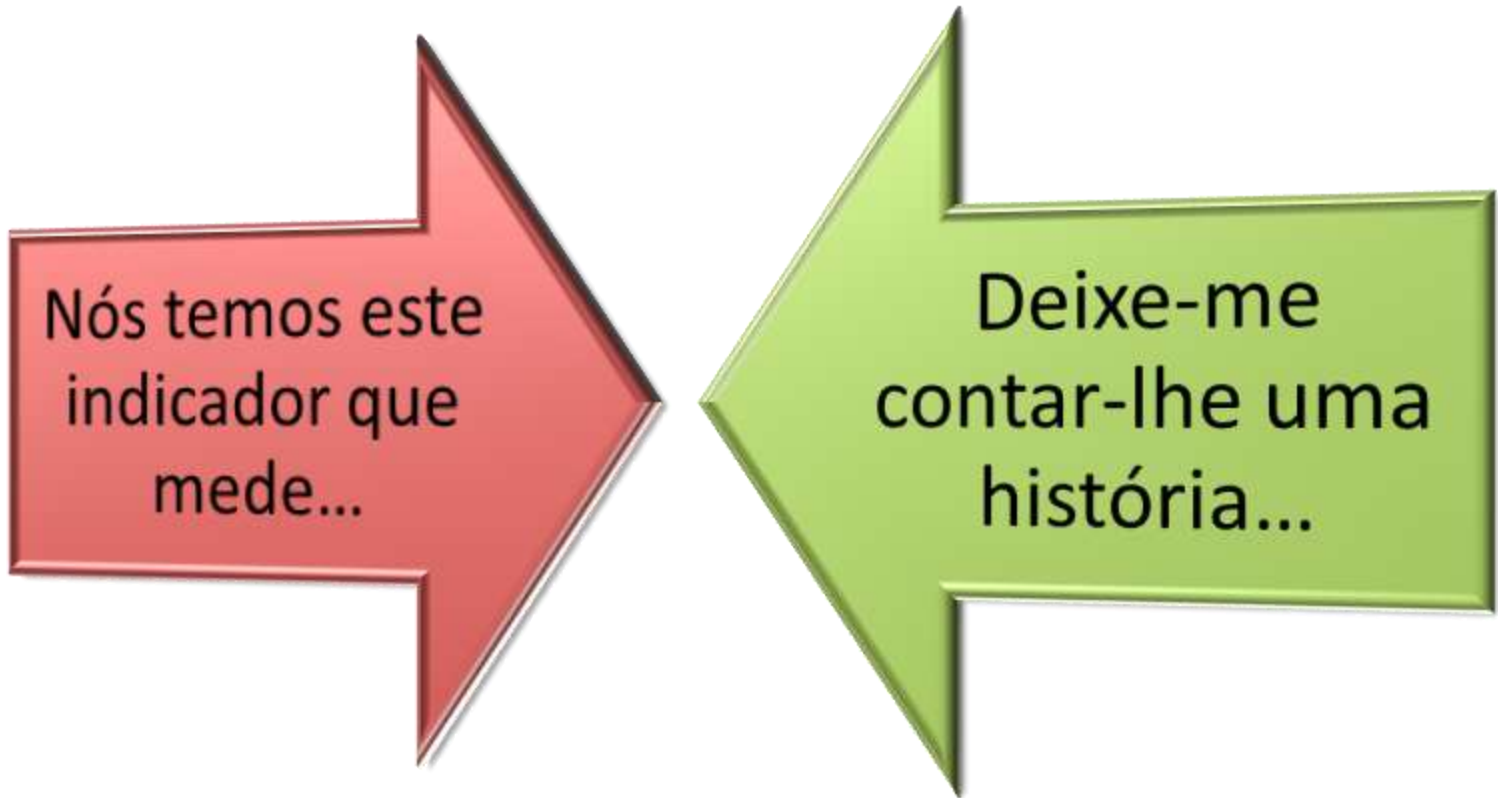 Nós temos este
indicador que
mede...
Deixe-me
contar-lhe uma
história...